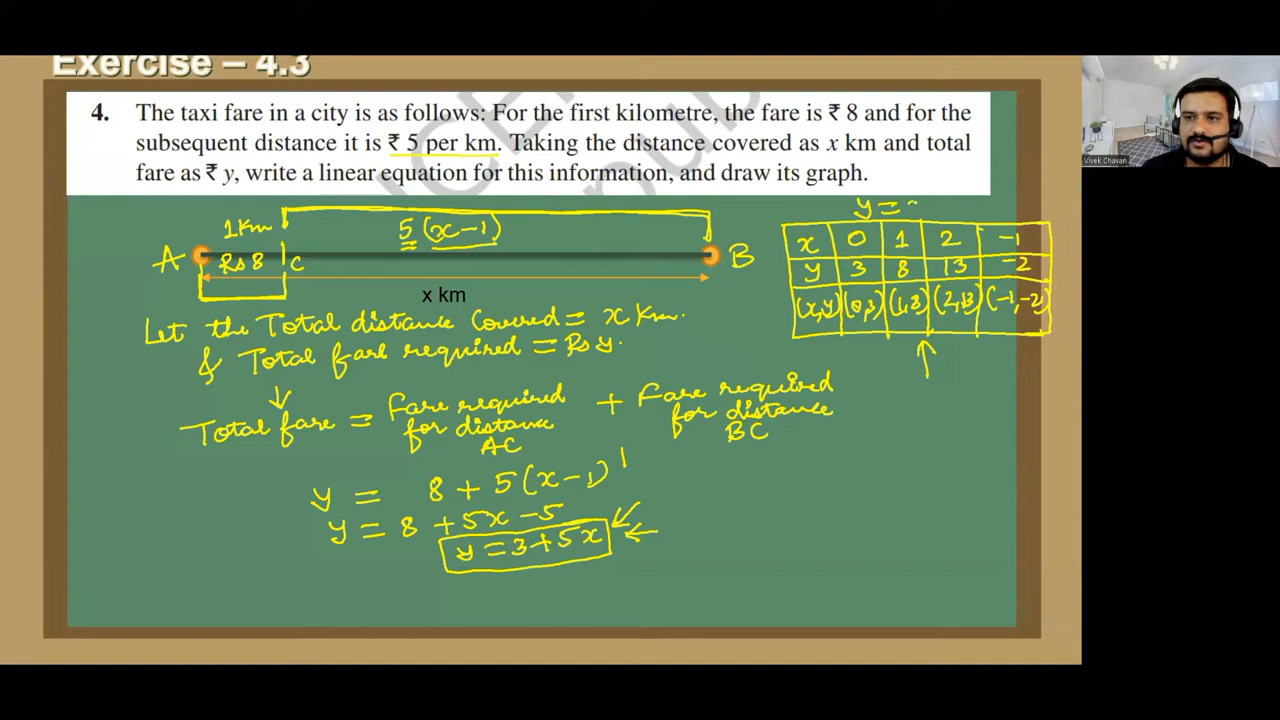 Exercise – 4.3
4. The taxi fare in a city is as follows: For the first kilometre, the fare is ₹ 8 and for the
subsequent distance it is ₹ 5 per km. Taking the distance covered as x km and total
fare as ₹ y, write a linear equation for this information, and draw its graph.
1 Km
5 (x-1)
A Rs 8 C B
x km
Let the Total distance Covered = x Km.
& Total fare required = Rs y.
Total fare = Fare required for distance AC + Fare required for distance BC
y = 8 + 5(x-1)
y = 8 + 5x - 5
y = 3 + 5x
y =
x 0 1 2 -1
y 3 8 13 -2
(x,y) (0,3) (1,8) (2,13) (-1,-2)
Vivek Chavan